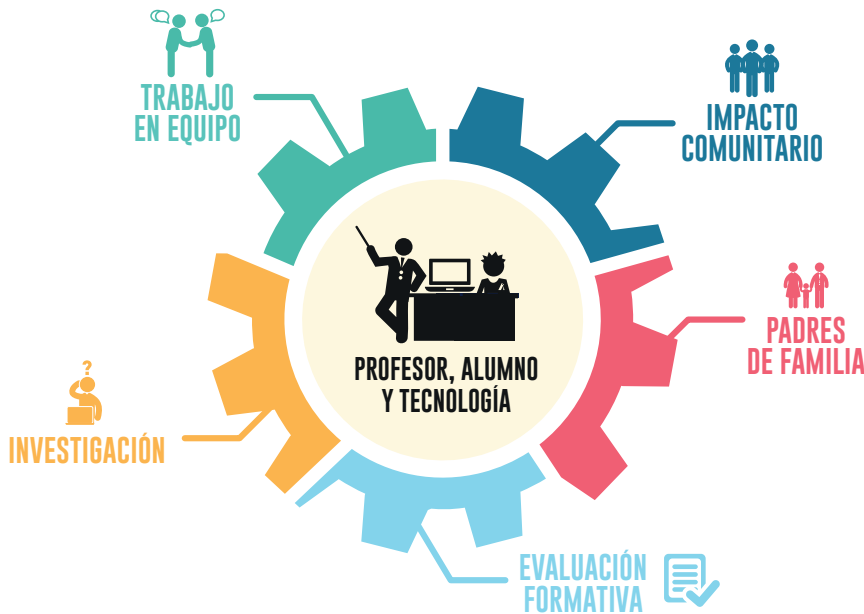 TRABAJO
EN EQUIPO
IMPACTO
COMUNITARIO
PROFESOR, ALUMNO
Y TECNOLOGÍA
PADRES
DE FAMILIA
?
INVESTIGACIÓN
EVALUACIÓN
FORMATIVA